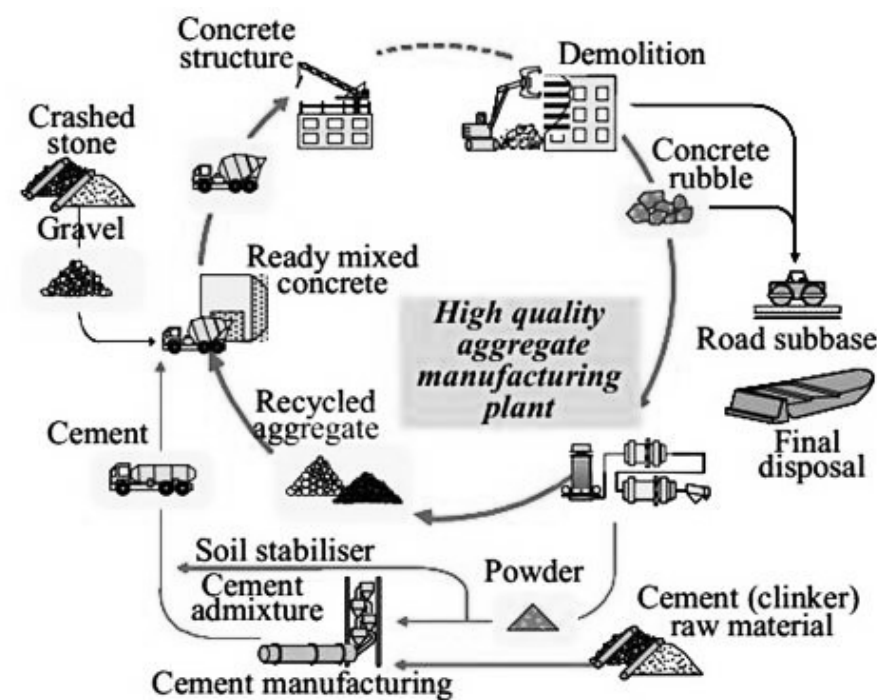 Concrete
structure
Demolition
Crashed
stone
Gravel
Concrete
rubble
Ready mixed
concrete
High quality
aggregate
manufacturing
plant
Road subbase
Final
disposal
Recycled
aggregate
Cement
Soil stabiliser
Cement
admixture
Powder
Cement (clinker)
raw material
Cement manufacturing